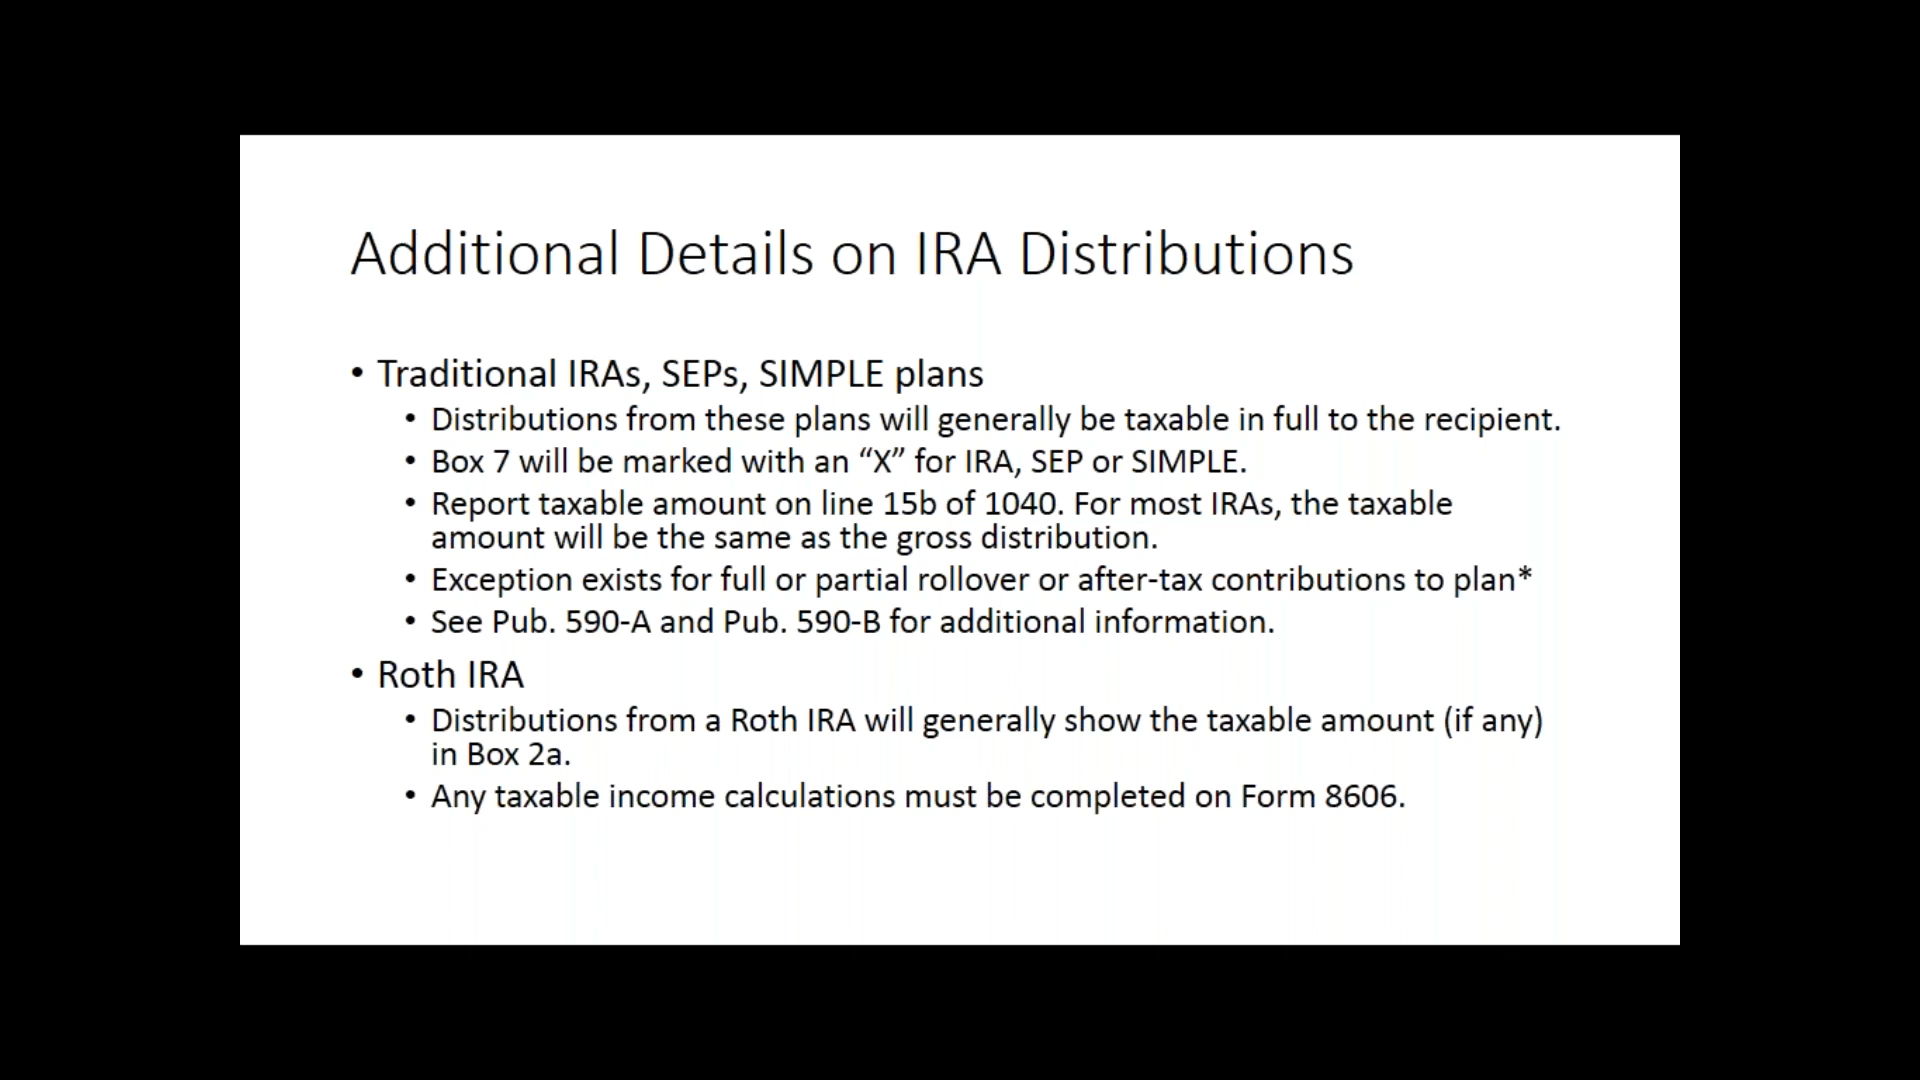 Additional Details on IRA Distributions
• Traditional IRAs, SEPs, SIMPLE plans
• Distributions from these plans will generally be taxable in full to the recipient.
• Box 7 will be marked with an “X” for IRA, SEP or SIMPLE.
• Report taxable amount on line 15b of 1040. For most IRAs, the taxable
amount will be the same as the gross distribution.
• Exception exists for full or partial rollover or after-tax contributions to plan*
• See Pub. 590-A and Pub. 590-B for additional information.
• Roth IRA
• Distributions from a Roth IRA will generally show the taxable amount (if any)
in Box 2a.
• Any taxable income calculations must be completed on Form 8606.